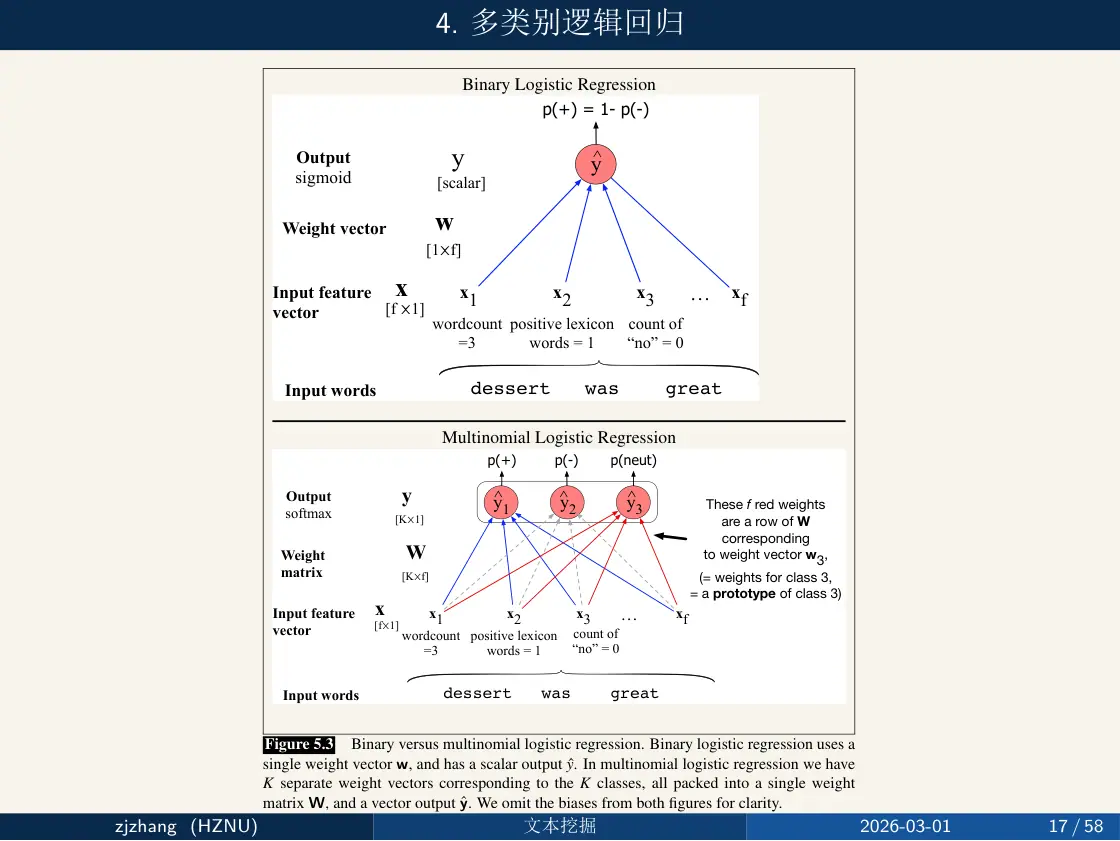 4. 多类别逻辑回归
Binary Logistic Regression
p(+) = 1- p(-)
Output
sigmoid
y
[scalar]
ŷ
Weight vector
w
[1×f]
Input feature
vector
x
[f ×1]
x1 x2 x3 … xf
wordcount
=3
positive lexicon
words = 1
count of
“no” = 0
Input words
dessert was great
Multinomial Logistic Regression
p(+) p(-) p(neut)
Output
softmax
y
[K×1]
ŷ1 ŷ2 ŷ3
These f red weights
are a row of W
corresponding
to weight vector w3,
(= weights for class 3,
= a prototype of class 3)
Weight
matrix
W
[K×f]
Input feature
vector
x
[f×1]
x1 x2 x3 … xf
wordcount
=3
positive lexicon
words = 1
count of
“no” = 0
Input words
dessert was great
Figure 5.3 Binary versus multinomial logistic regression. Binary logistic regression uses a
single weight vector w, and has a scalar output ŷ. In multinomial logistic regression we have
K separate weight vectors corresponding to the K classes, all packed into a single weight
matrix W, and a vector output ŷ. We omit the biases from both figures for clarity.
zjzhang (HZNU) 文本挖掘 2026-03-01 17 / 58